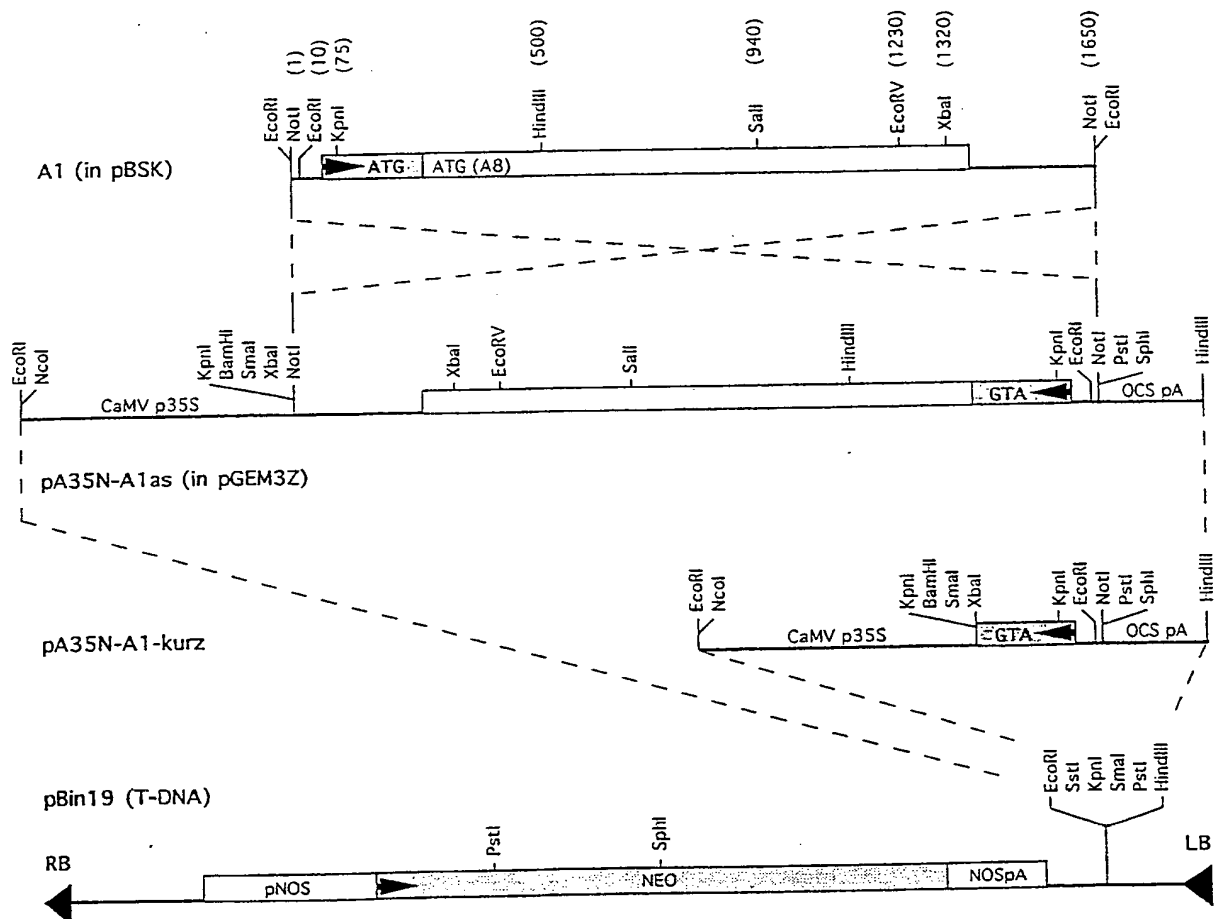 (1)
(10)
(75)
(500)
(940)
(1230)
(1320)
(1650)
EcoRI
NotI
EcoRI
KpnI
HindIII
SalI
EcoRV
XbaI
NotI
EcoRI
A1 (in pBSK)
ATG
ATG (A8)
EcoRI
NcoI
KpnI
BamHI
SmaI
XbaI
NotI
XbaI
EcoRV
SalI
HindIII
KpnI
EcoRI
NotI
PstI
SphI
HindIII
CaMV p35S
GTA
OCS pA
pA35N-A1as (in pGEM3Z)
EcoRI
NcoI
KpnI
BamHI
SmaI
XbaI
KpnI
EcoRI
NotI
PstI
SphI
HindIII
pA35N-A1-kurz
CaMV p35S
GTA
OCS pA
EcoRI
SstI
KpnI
SmaI
PstI
HindIII
pBin19 (T-DNA)
PstI
SphI
RB
LB
pNOS
NEO
NOSpA